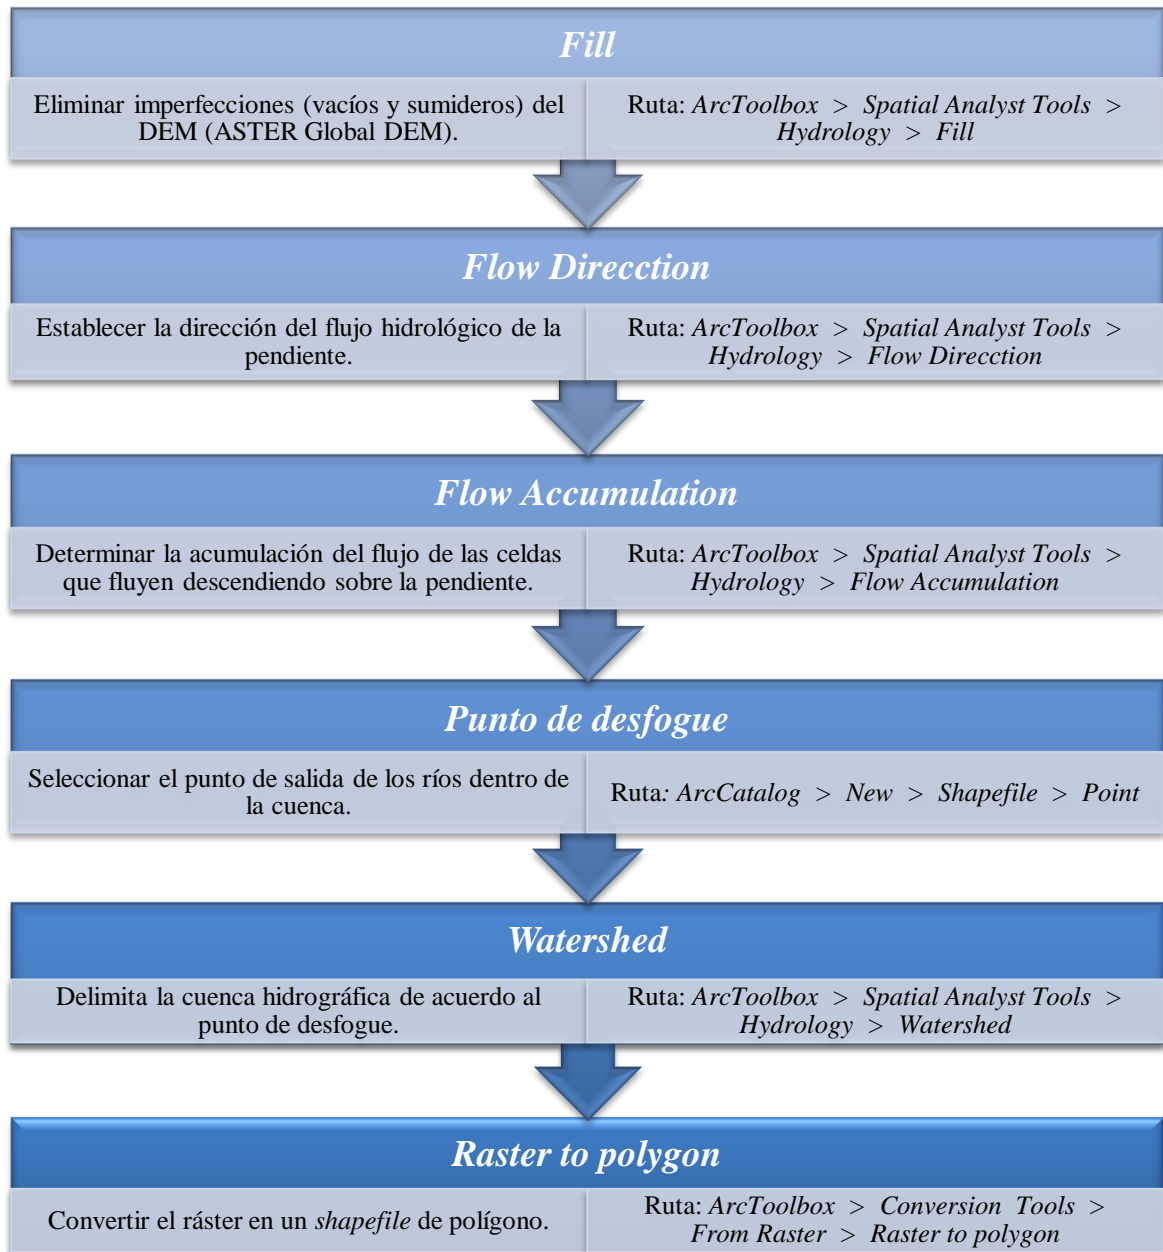 Fill
Eliminar imperfecciones (vacíos y sumideros) del
DEM (ASTER Global DEM).
Ruta: ArcToolbox > Spatial Analyst Tools >
Hydrology > Fill
Flow Direcction
Establecer la dirección del flujo hidrológico de la
pendiente.
Ruta: ArcToolbox > Spatial Analyst Tools >
Hydrology > Flow Direcction
Flow Accumulation
Determinar la acumulación del flujo de las celdas
que fluyen descendiendo sobre la pendiente.
Ruta: ArcToolbox > Spatial Analyst Tools >
Hydrology > Flow Accumulation
Punto de desfogue
Seleccionar el punto de salida de los ríos dentro de
la cuenca.
Ruta: ArcCatalog > New > Shapefile > Point
Watershed
Delimita la cuenca hidrográfica de acuerdo al
punto de desfogue.
Ruta: ArcToolbox > Spatial Analyst Tools >
Hydrology > Watershed
Raster to polygon
Convertir el ráster en un shapefile de polígono.
Ruta: ArcToolbox > Conversion Tools >
From Raster > Raster to polygon